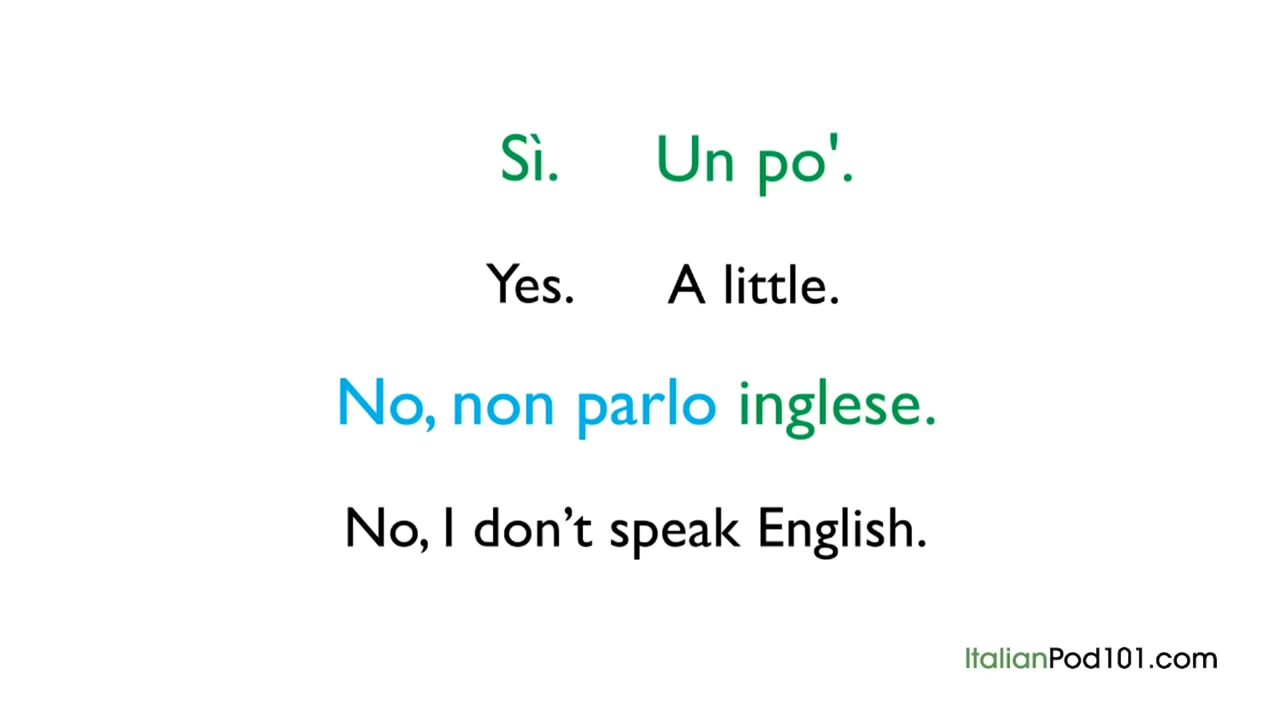 Sì. Un po'.
Yes. A little.
No, non parlo inglese.
No, I don’t speak English.
ItalianPod101.com